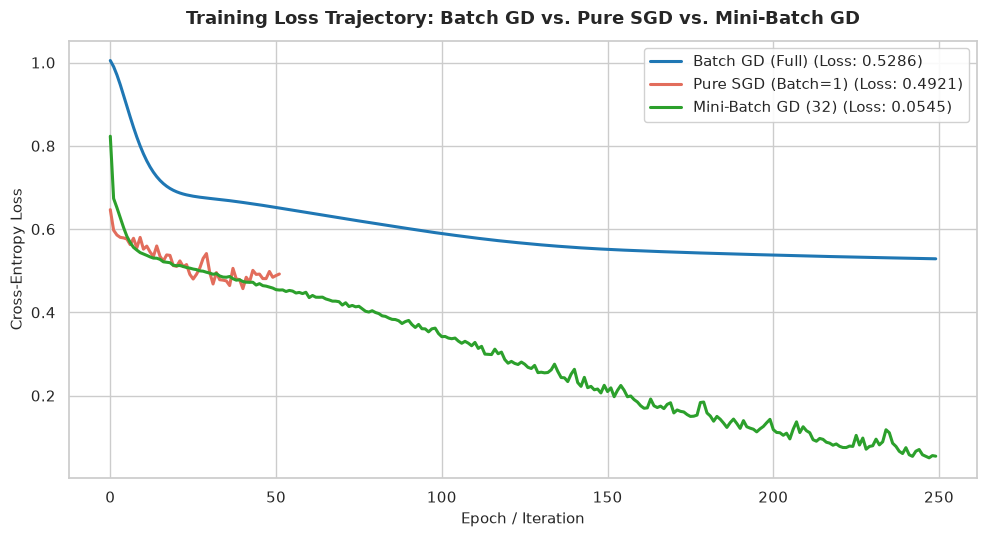 Training Loss Trajectory: Batch GD vs. Pure SGD vs. Mini-Batch GD
Batch GD (Full) (Loss: 0.5286)
Pure SGD (Batch=1) (Loss: 0.4921)
Mini-Batch GD (32) (Loss: 0.0545)
Cross-Entropy Loss
1.0
0.8
0.6
0.4
0.2
0 50 100 150 200 250
Epoch / Iteration